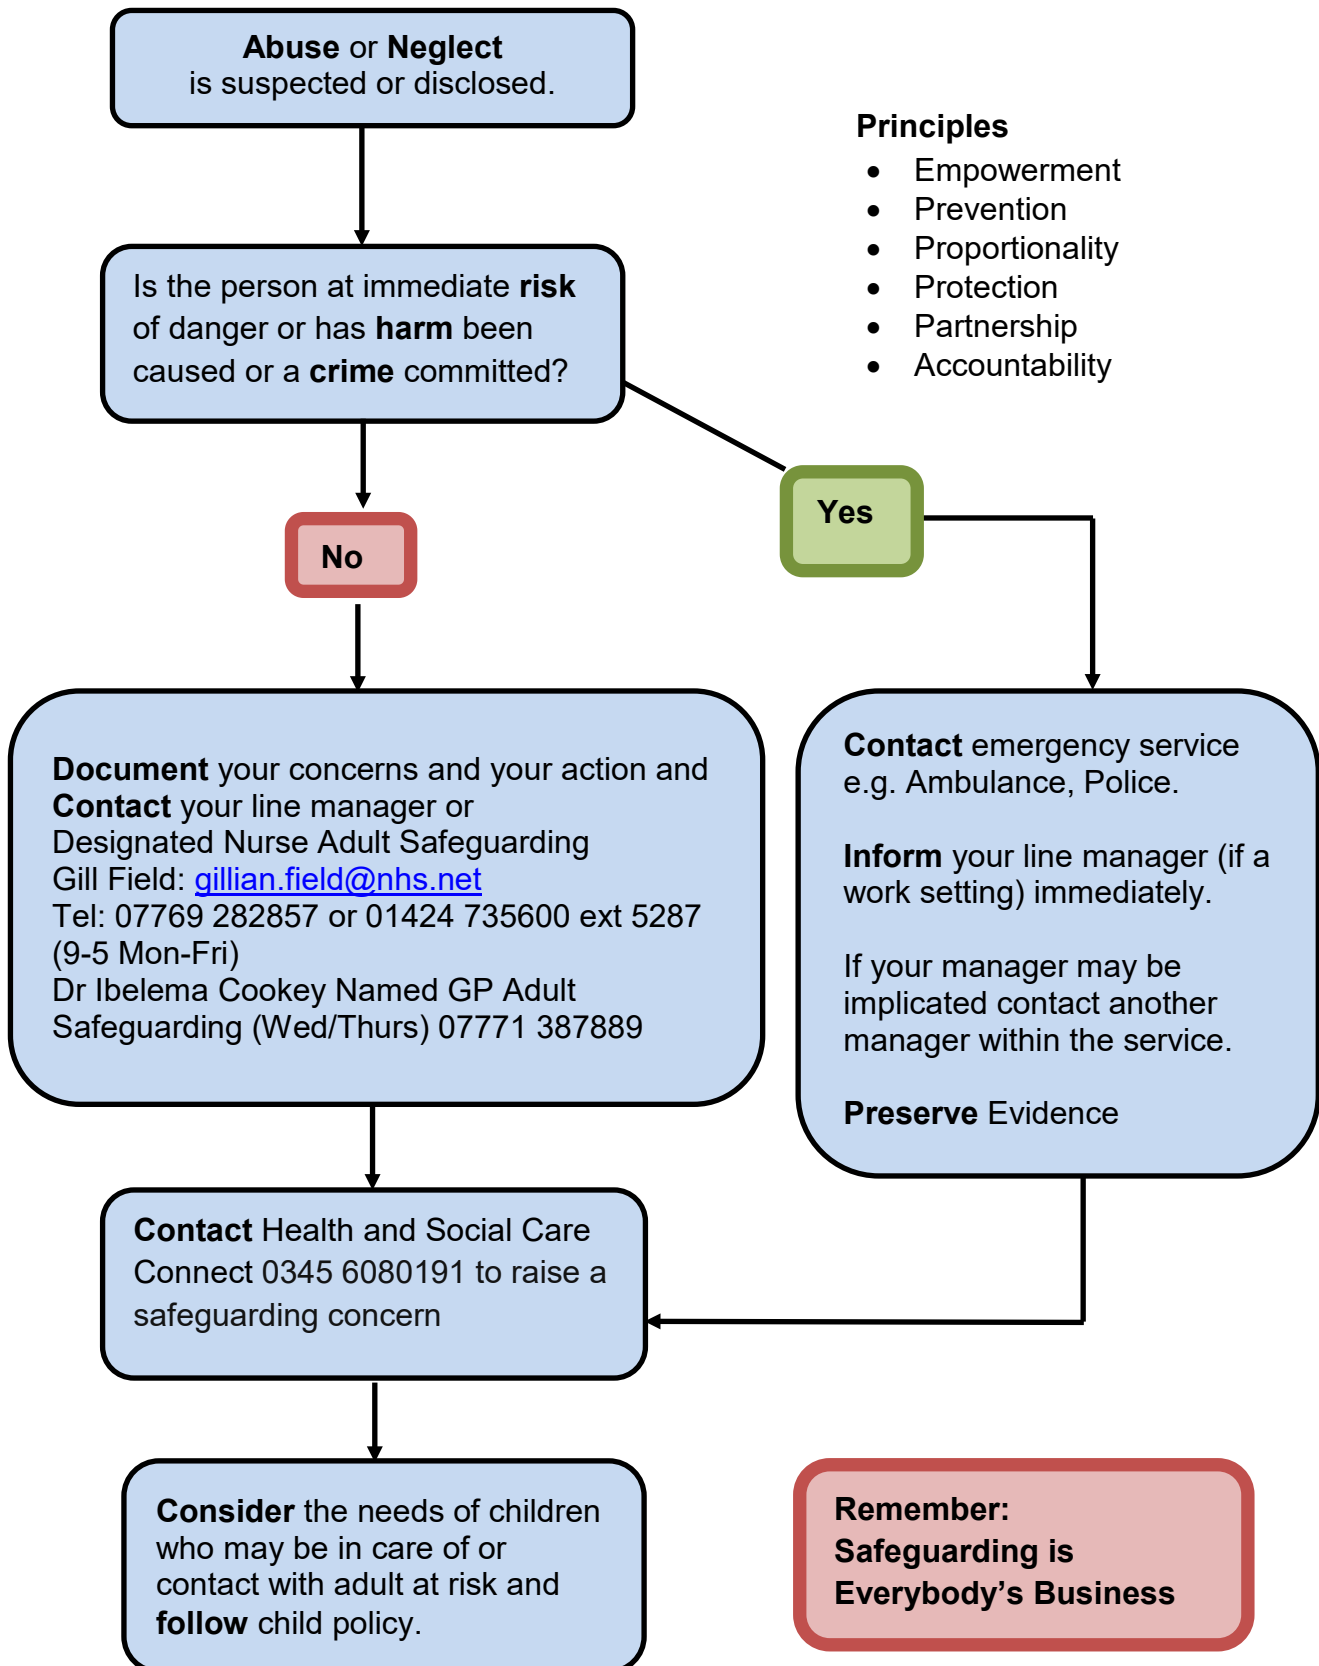 Abuse or Neglect
is suspected or disclosed.
Principles
• Empowerment
• Prevention
• Proportionality
• Protection
• Partnership
• Accountability
Is the person at immediate risk
of danger or has harm been
caused or a crime committed?
Yes
No
Document your concerns and your action and
Contact your line manager or
Designated Nurse Adult Safeguarding
Gill Field: gillian.field@nhs.net
Tel: 07769 282857 or 01424 735600 ext 5287
(9-5 Mon-Fri)
Dr Ibelema Cookey Named GP Adult
Safeguarding (Wed/Thurs) 07771 387889
Contact emergency service
e.g. Ambulance, Police.
Inform your line manager (if a
work setting) immediately.
If your manager may be
implicated contact another
manager within the service.
Preserve Evidence
Contact Health and Social Care
Connect 0345 6080191 to raise a
safeguarding concern
Consider the needs of children
who may be in care of or
contact with adult at risk and
follow child policy.
Remember:
Safeguarding is
Everybody’s Business